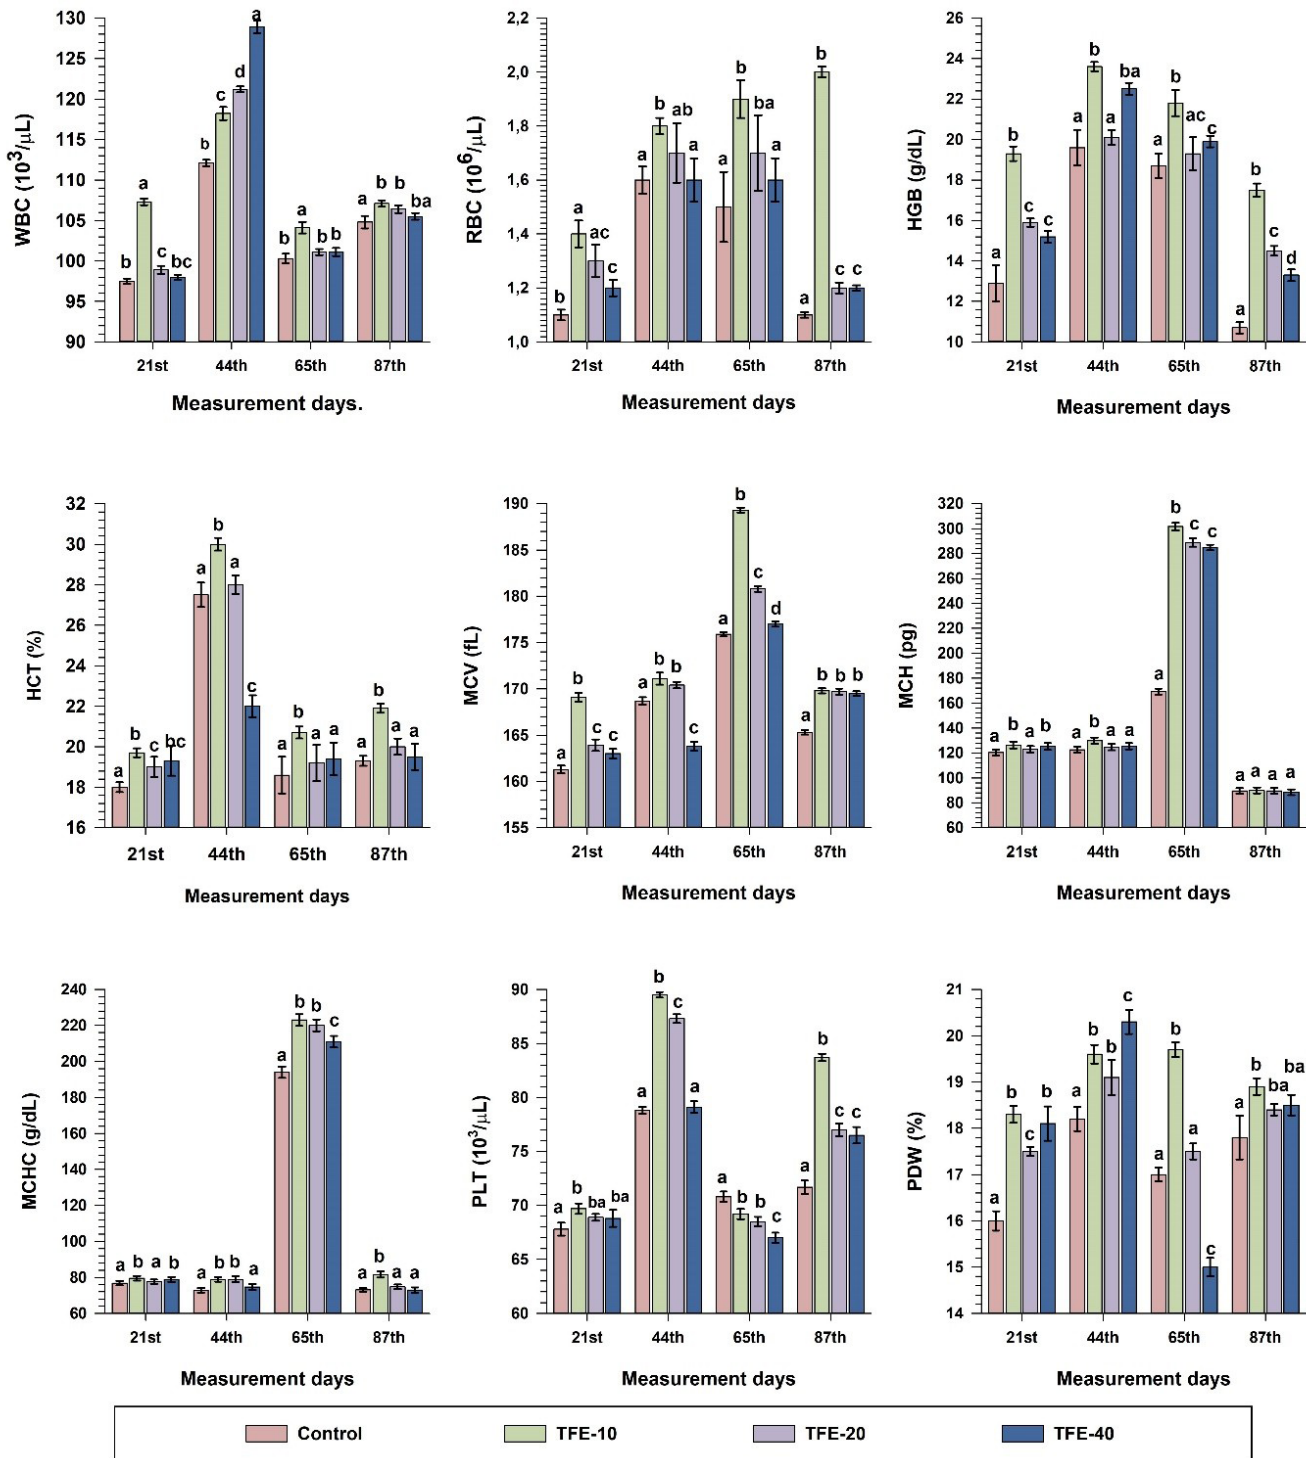 WBC (10³/µL)
130
125
120
115
110
105
100
95
90
b
a
c
bc
b
c
d
a
b
a
b
b
a
b
b
ba
21st
44th
65th
87th
Measurement days.
RBC (10⁶/µL)
2,2
2,0
1,8
1,6
1,4
1,2
1,0
b
a
ac
c
a
b
ab
a
a
b
ba
a
a
b
c
c
21st
44th
65th
87th
Measurement days
HGB (g/dL)
26
24
22
20
18
16
14
12
10
a
b
c
c
a
b
a
ba
a
b
ac
c
a
b
c
d
21st
44th
65th
87th
Measurement days
HCT (%)
32
30
28
26
24
22
20
18
16
a
b
c
bc
a
b
a
c
a
b
a
a
a
b
a
a
21st
44th
65th
87th
Measurement days
MCV (fL)
190
185
180
175
170
165
160
155
a
b
c
c
a
b
b
c
a
b
c
d
a
b
b
b
21st
44th
65th
87th
Measurement days
MCH (pg)
320
300
280
260
240
220
200
180
160
140
120
100
80
60
a
b
a
b
a
b
a
a
a
b
c
c
a
a
a
a
21st
44th
65th
87th
Measurement days
MCHC (g/dL)
240
220
200
180
160
140
120
100
80
60
a
b
a
b
a
b
b
a
a
b
b
c
a
b
a
a
21st
44th
65th
87th
Measurement days
PLT (10³/µL)
90
85
80
75
70
65
60
a
b
ba
ba
a
b
c
a
a
b
b
c
a
b
c
c
21st
44th
65th
87th
Measurement days
PDW (%)
21
20
19
18
17
16
15
14
a
b
c
b
a
b
b
c
a
b
a
c
a
b
ba
ba
21st
44th
65th
87th
Measurement days
Control
TFE-10
TFE-20
TFE-40